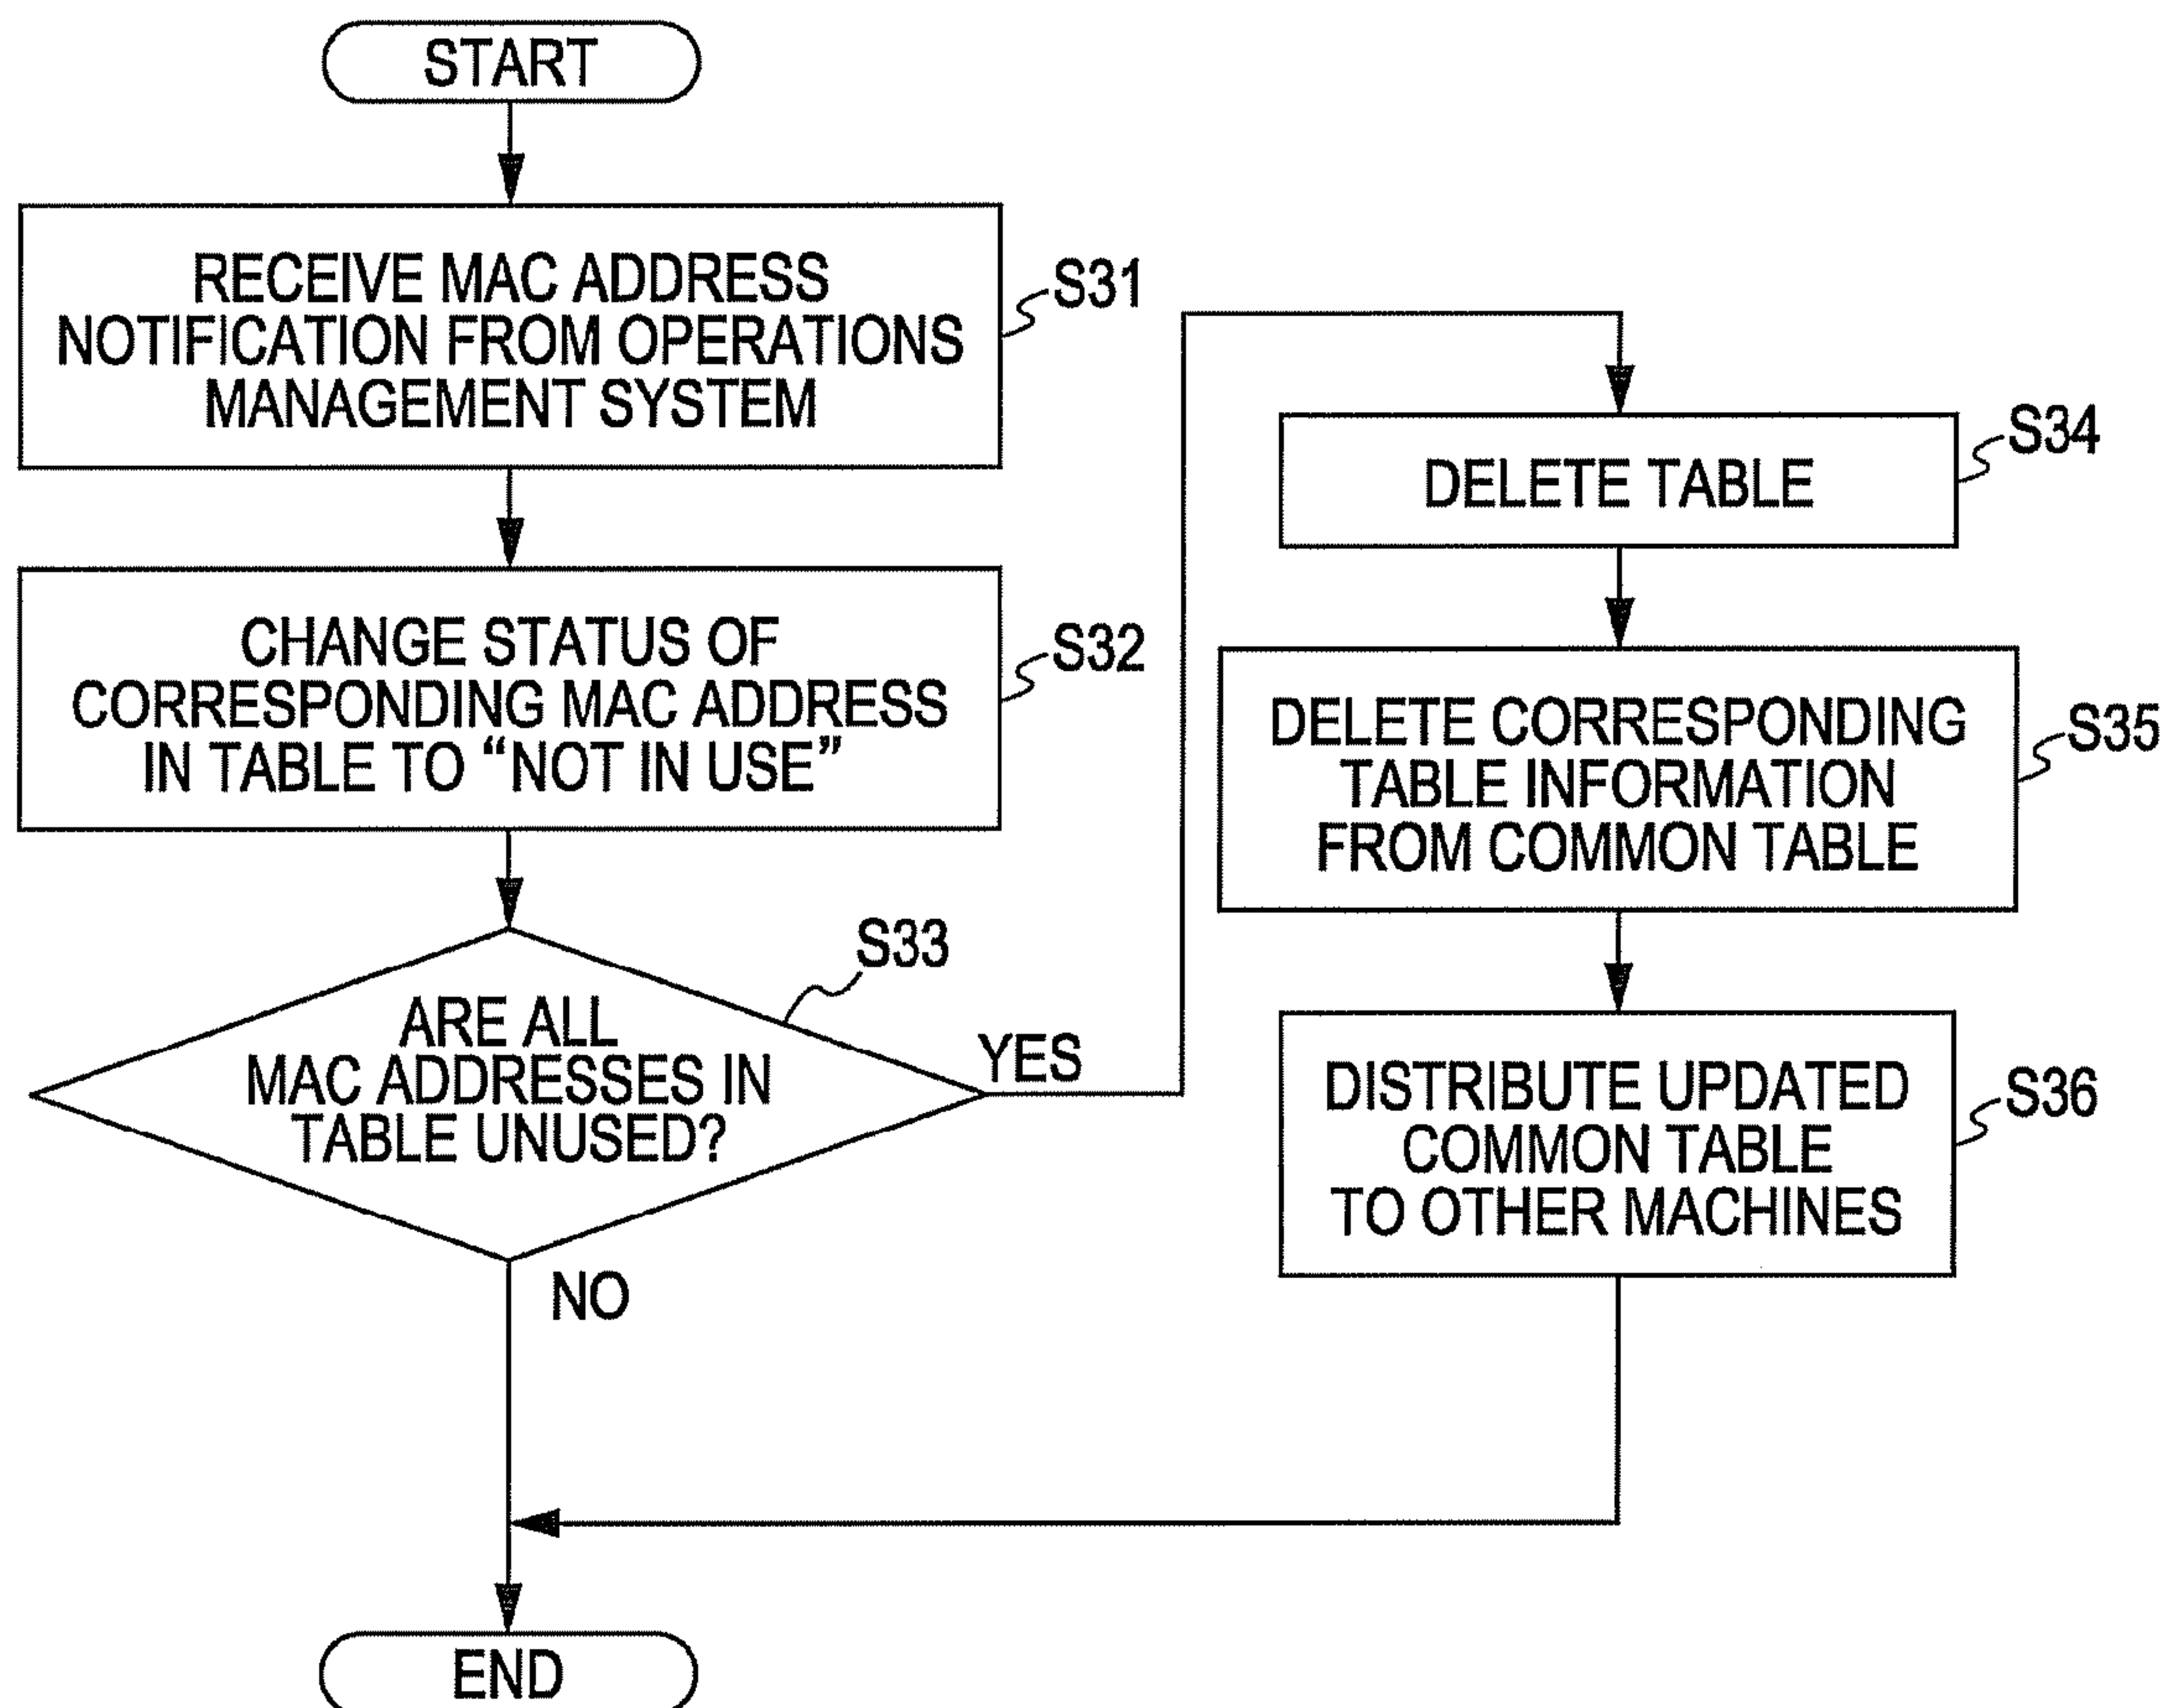 START
RECEIVE MAC ADDRESS
NOTIFICATION FROM OPERATIONS
MANAGEMENT SYSTEM
S31
CHANGE STATUS OF
CORRESPONDING MAC ADDRESS
IN TABLE TO “NOT IN USE”
S32
ARE ALL
MAC ADDRESSES IN
TABLE UNUSED?
S33
YES
NO
DELETE TABLE
S34
DELETE CORRESPONDING
TABLE INFORMATION
FROM COMMON TABLE
S35
DISTRIBUTE UPDATED
COMMON TABLE
TO OTHER MACHINES
S36
END